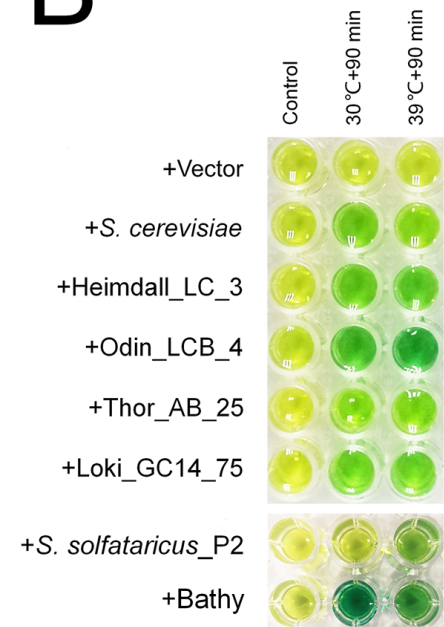 B
Control
30 °C+90 min
39 °C+90 min
+Vector
+S. cerevisiae
+Heimdall_LC_3
+Odin_LCB_4
+Thor_AB_25
+Loki_GC14_75
+S. solfataricus_P2
+Bathy